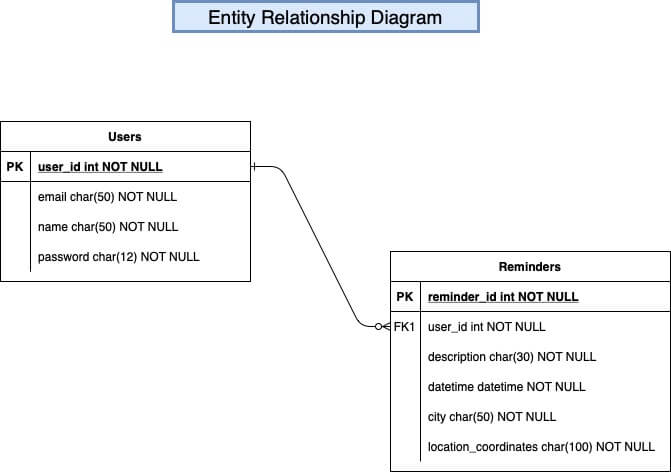 Entity Relationship Diagram
Users
PK user_id int NOT NULL
email char(50) NOT NULL
name char(50) NOT NULL
password char(12) NOT NULL
Reminders
PK reminder_id int NOT NULL
FK1 user_id int NOT NULL
description char(30) NOT NULL
datetime datetime NOT NULL
city char(50) NOT NULL
location_coordinates char(100) NOT NULL